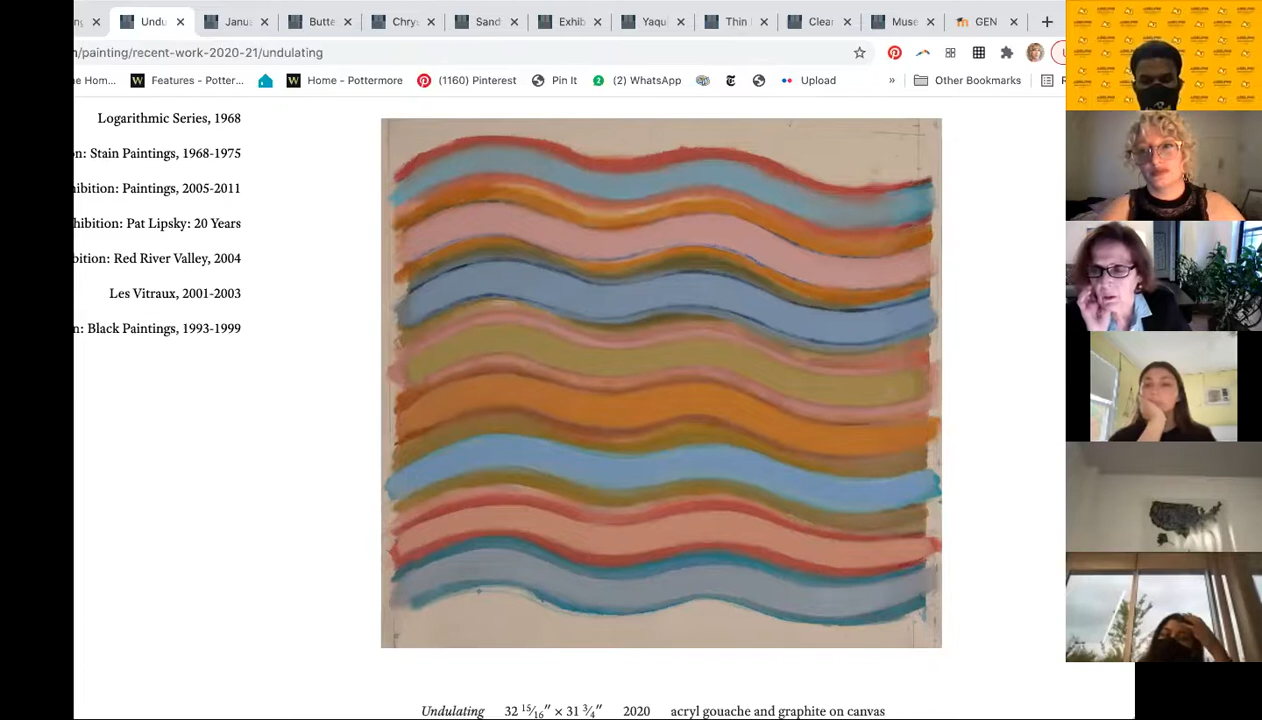 Undu
Janu
Butte
Chry
Sand
Exhib
Yaqui
Thin
Clear
Muse
GEN
/painting/recent-work-2020-21/undulating
Hom...
Features - Potter...
Home - Pottermore
(1160) Pinterest
Pin It
(2) WhatsApp
Upload
»
Other Bookmarks
Logarithmic Series, 1968
n: Stain Paintings, 1968-1975
hibition: Paintings, 2005-2011
hibition: Pat Lipsky: 20 Years
bition: Red River Valley, 2004
Les Vitraux, 2001-2003
n: Black Paintings, 1993-1999
Undulating 32 15/16″ × 31 3/4″ 2020 acryl gouache and graphite on canvas